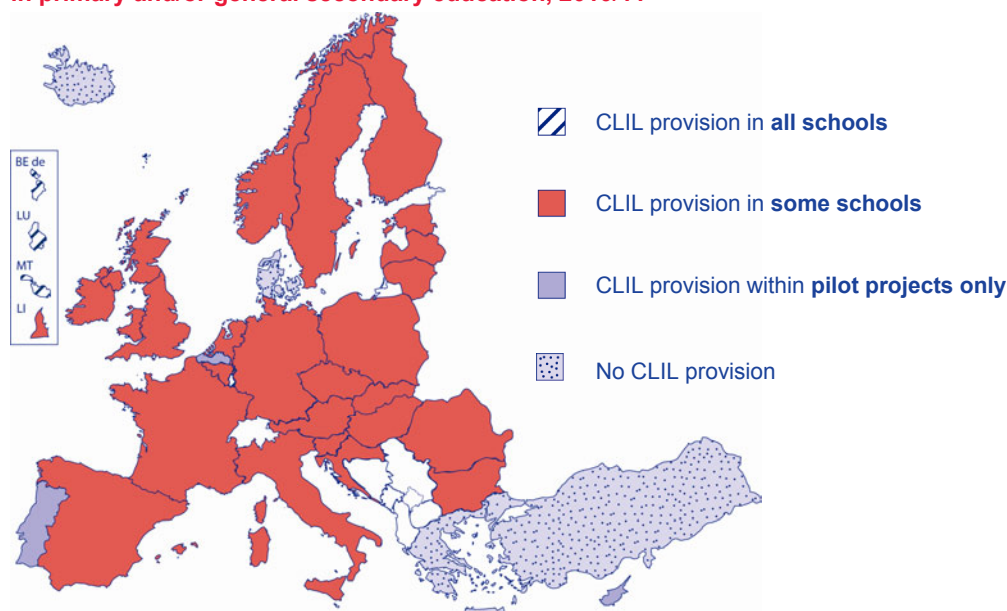 BE de
LU
MT
LI
CLIL provision in all schools
CLIL provision in some schools
CLIL provision within pilot projects only
No CLIL provision